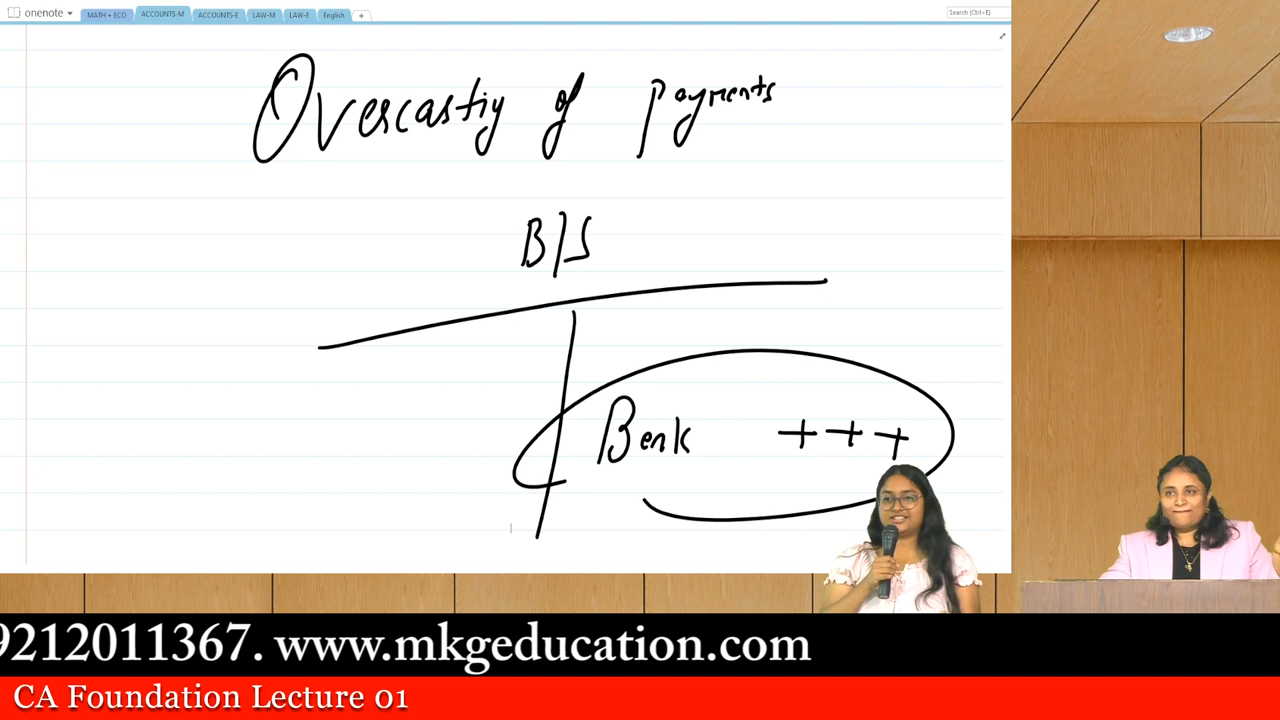 onenote
MATH + ECO
ACCOUNTS-M
ACCOUNTS-E
LAW-M
LAW-E
English
Search (Ctrl+E)
Overcasting of payments
B/S
Bank +++
9212011367. www.mkgeducation.com
CA Foundation Lecture 01